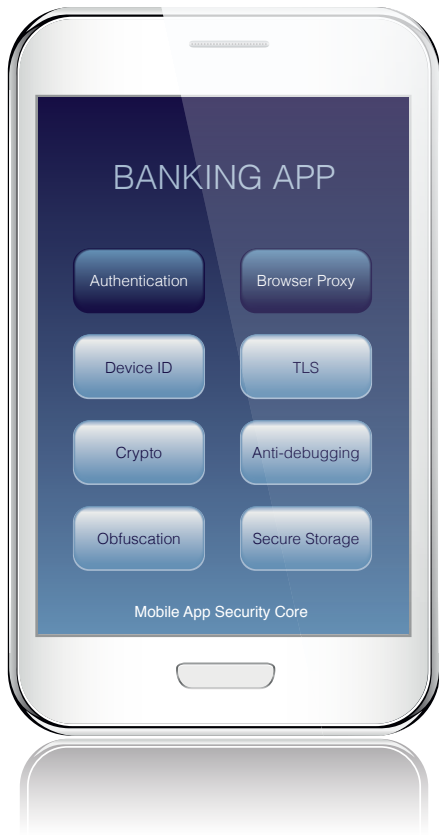 BANKING APP
Authentication
Browser Proxy
Device ID
TLS
Crypto
Anti-debugging
Obfuscation
Secure Storage
Mobile App Security Core